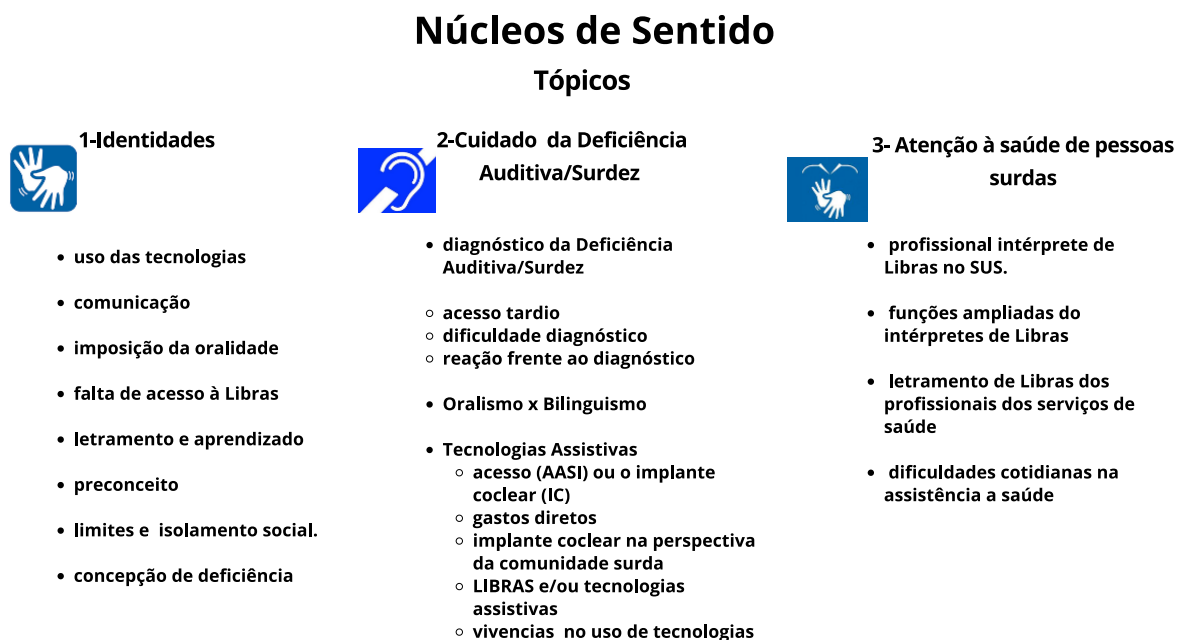 Núcleos de Sentido
Tópicos
1-Identidades
• uso das tecnologias
• comunicação
• imposição da oralidade
• falta de acesso à Libras
• letramento e aprendizado
• preconceito
• limites e isolamento social.
• concepção de deficiência
2-Cuidado da Deficiência
Auditiva/Surdez
• diagnóstico da Deficiência
Auditiva/Surdez
◦ acesso tardio
◦ dificuldade diagnóstico
◦ reação frente ao diagnóstico
• Oralismo x Bilinguismo
• Tecnologias Assistivas
◦ acesso (AASI) ou o implante
coclear (IC)
◦ gastos diretos
◦ implante coclear na perspectiva
da comunidade surda
◦ LIBRAS e/ou tecnologias
assistivas
◦ vivencias no uso de tecnologias
3- Atenção à saúde de pessoas
surdas
• profissional intérprete de
Libras no SUS.
• funções ampliadas do
intérpretes de Libras
• letramento de Libras dos
profissionais dos serviços de
saúde
• dificuldades cotidianas na
assistência a saúde